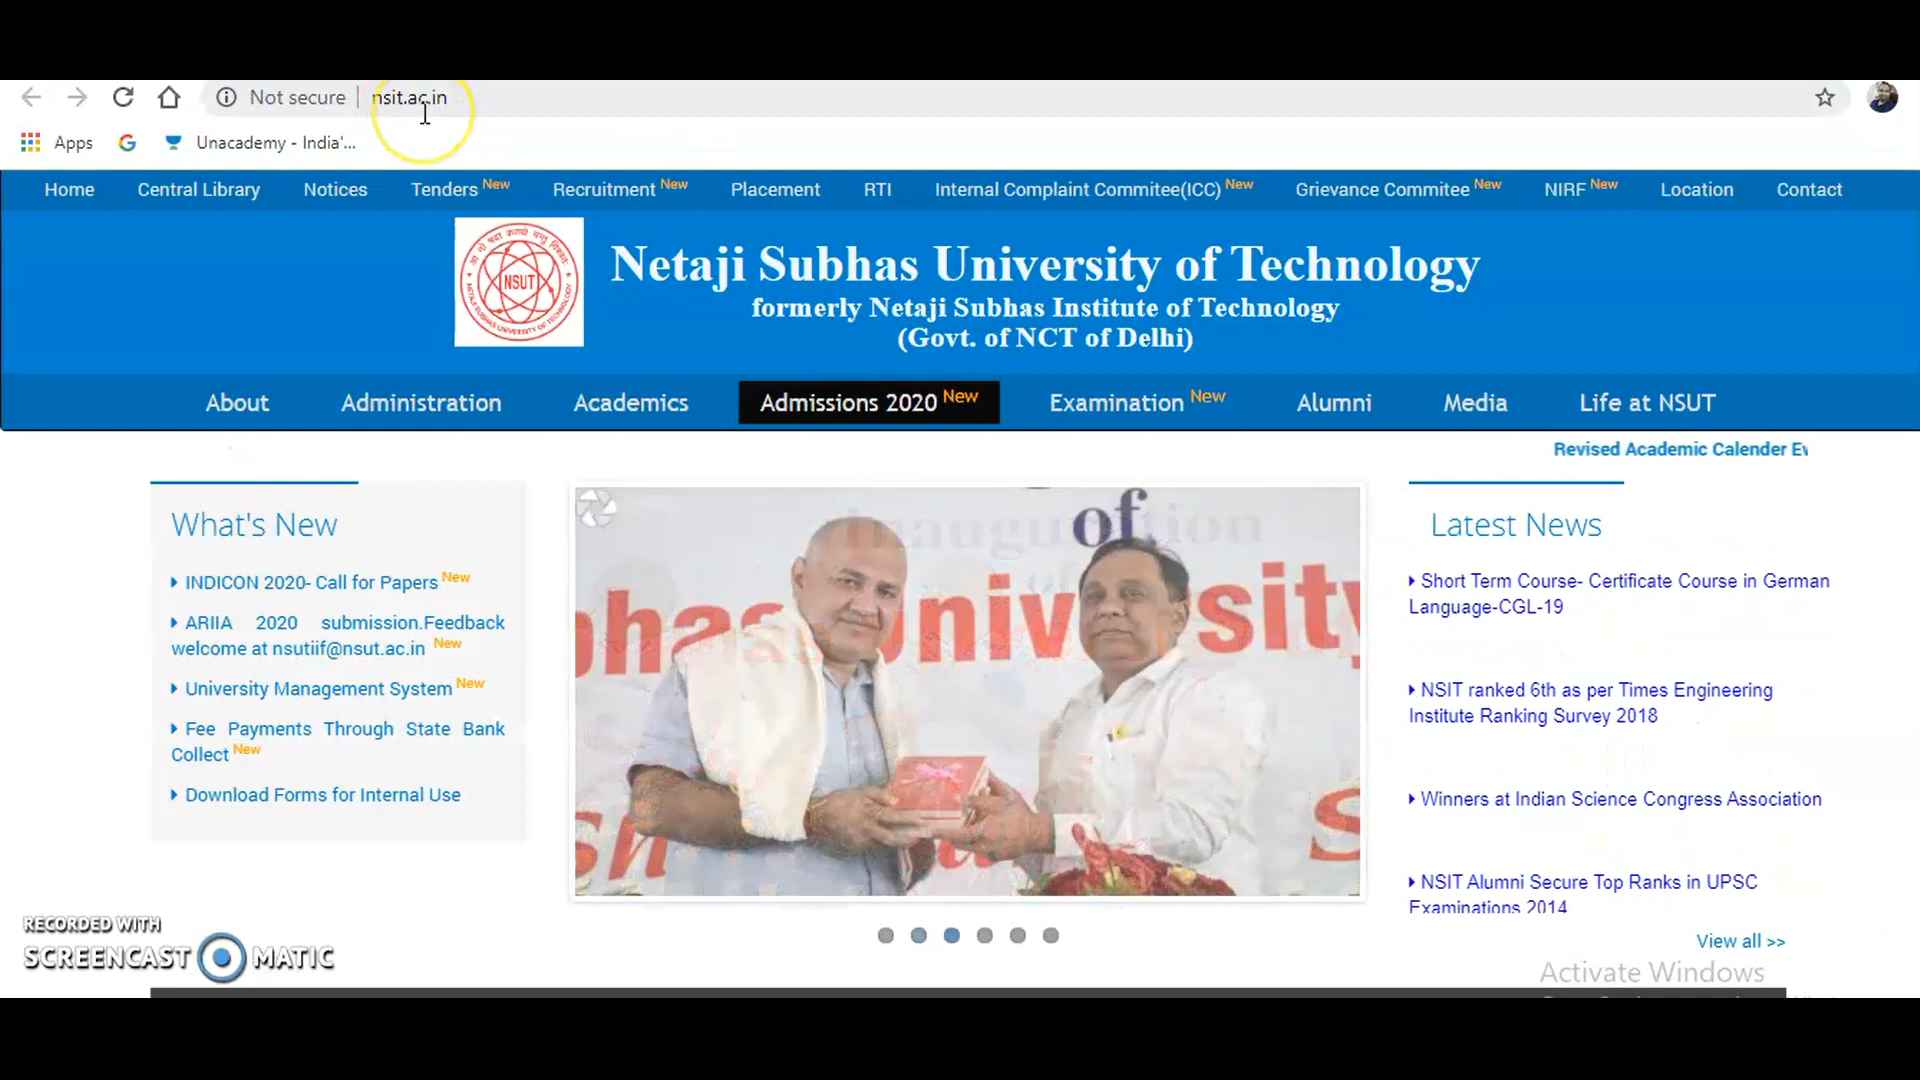 Not secure | nsit.ac.in
Apps
Unacademy - India'...
Home Central Library Notices Tenders New Recruitment New Placement RTI Internal Complaint Commitee(ICC) New Grievance Commitee New NIRF New Location Contact
NSUT
Netaji Subhas University of Technology
formerly Netaji Subhas Institute of Technology
(Govt. of NCT of Delhi)
About Administration Academics Admissions 2020 New Examination New Alumni Media Life at NSUT
Revised Academic Calender Ev
What's New
INDICON 2020- Call for Papers New
ARIIA 2020 submission.Feedback
welcome at nsutiif@nsut.ac.in New
University Management System New
Fee Payments Through State Bank
Collect New
Download Forms for Internal Use
Inauguration
of
bhas University
sh
S
Latest News
Short Term Course- Certificate Course in German
Language-CGL-19
NSIT ranked 6th as per Times Engineering
Institute Ranking Survey 2018
Winners at Indian Science Congress Association
NSIT Alumni Secure Top Ranks in UPSC
Examinations 2014
View all >>
RECORDED WITH
SCREENCAST MATIC
Activate Windows